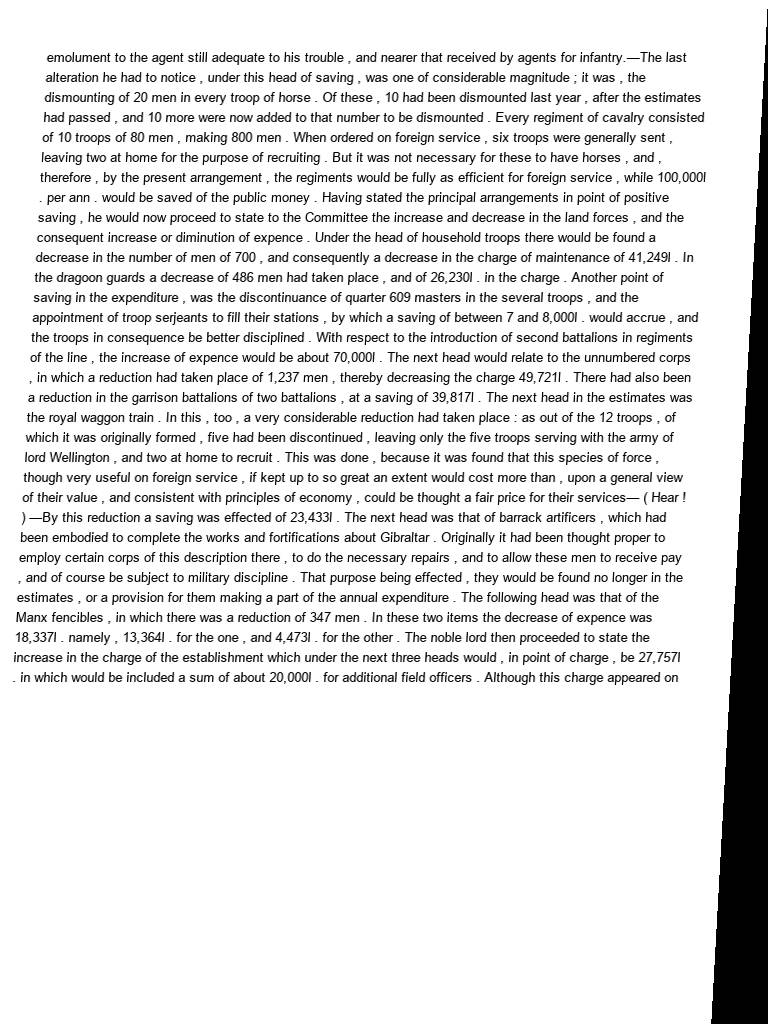 emolument to the agent still adequate to his trouble , and nearer that received by agents for infantry.—The last
alteration he had to notice , under this head of saving , was one of considerable magnitude ; it was , the
dismounting of 20 men in every troop of horse . Of these , 10 had been dismounted last year , after the estimates
had passed , and 10 more were now added to that number to be dismounted . Every regiment of cavalry consisted
of 10 troops of 80 men , making 800 men . When ordered on foreign service , six troops were generally sent ,
leaving two at home for the purpose of recruiting . But it was not necessary for these to have horses , and ,
therefore , by the present arrangement , the regiments would be fully as efficient for foreign service , while 100,000l
. per ann . would be saved of the public money . Having stated the principal arrangements in point of positive
saving , he would now proceed to state to the Committee the increase and decrease in the land forces , and the
consequent increase or diminution of expence . Under the head of household troops there would be found a
decrease in the number of men of 700 , and consequently a decrease in the charge of maintenance of 41,249l . In
the dragoon guards a decrease of 486 men had taken place , and of 26,230l . in the charge . Another point of
saving in the expenditure , was the discontinuance of quarter 609 masters in the several troops , and the
appointment of troop serjeants to fill their stations , by which a saving of between 7 and 8,000l . would accrue , and
the troops in consequence be better disciplined . With respect to the introduction of second battalions in regiments
of the line , the increase of expence would be about 70,000l . The next head would relate to the unnumbered corps
, in which a reduction had taken place of 1,237 men , thereby decreasing the charge 49,721l . There had also been
a reduction in the garrison battalions of two battalions , at a saving of 39,817l . The next head in the estimates was
the royal waggon train . In this , too , a very considerable reduction had taken place : as out of the 12 troops , of
which it was originally formed , five had been discontinued , leaving only the five troops serving with the army of
lord Wellington , and two at home to recruit . This was done , because it was found that this species of force ,
though very useful on foreign service , if kept up to so great an extent would cost more than , upon a general view
of their value , and consistent with principles of economy , could be thought a fair price for their services— ( Hear !
) —By this reduction a saving was effected of 23,433l . The next head was that of barrack artificers , which had
been embodied to complete the works and fortifications about Gibraltar . Originally it had been thought proper to
employ certain corps of this description there , to do the necessary repairs , and to allow these men to receive pay
, and of course be subject to military discipline . That purpose being effected , they would be found no longer in the
estimates , or a provision for them making a part of the annual expenditure . The following head was that of the
Manx fencibles , in which there was a reduction of 347 men . In these two items the decrease of expence was
18,337l . namely , 13,364l . for the one , and 4,473l . for the other . The noble lord then proceeded to state the
increase in the charge of the establishment which under the next three heads would , in point of charge , be 27,757l
. in which would be included a sum of about 20,000l . for additional field officers . Although this charge appeared on